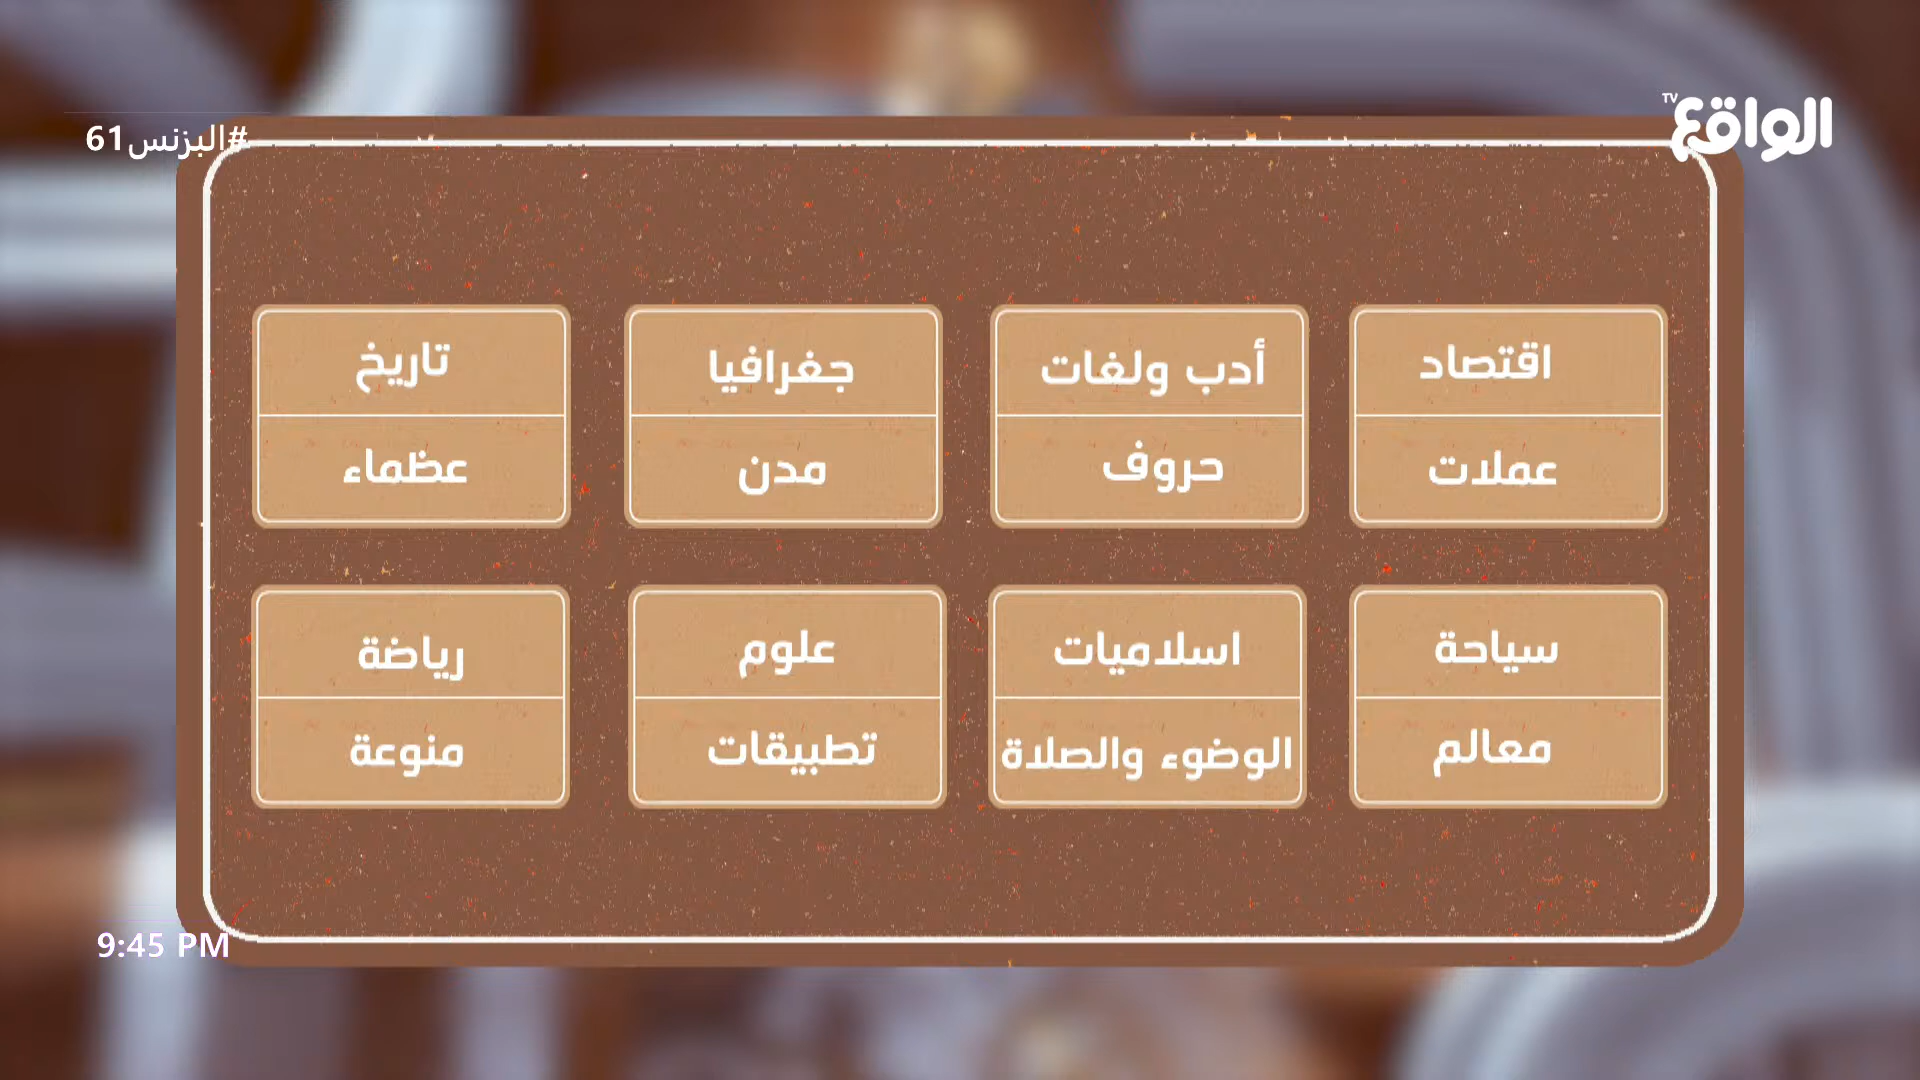 #البزنس61
الواقع TV
اقتصاد
عملات
أدب ولغات
حروف
جغرافيا
مدن
تاريخ
عظماء
سياحة
معالم
اسلاميات
الوضوء والصلاة
علوم
تطبيقات
رياضة
منوعة
9:45 PM